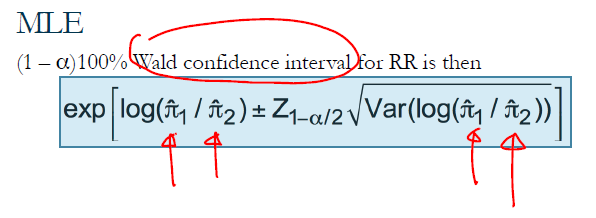 MLE
(1 – α)100% Wald confidence interval for RR is then
exp[log(π̂1 / π̂2) ± Z1–α/2 √Var(log(π̂1 / π̂2))]